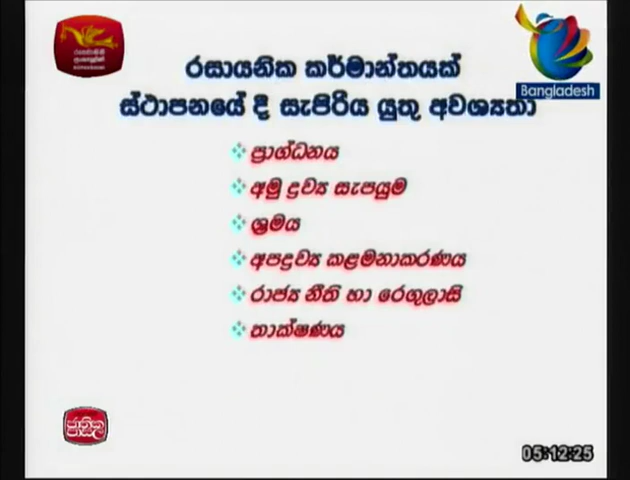 Bangladesh
රසායනික කර්මාන්තයක්
ස්ථාපනයේ දී සැපිරිය යුතු අවශ්‍යතා
ප්‍රාග්ධනය
අමු ද්‍රව්‍ය සැපයුම
ශ්‍රමය
අපද්‍රව්‍ය කළමනාකරණය
රාජ්‍ය නීති හා රෙගුලාසි
තාක්ෂණය
ජාතික
පාසල
05:12:25